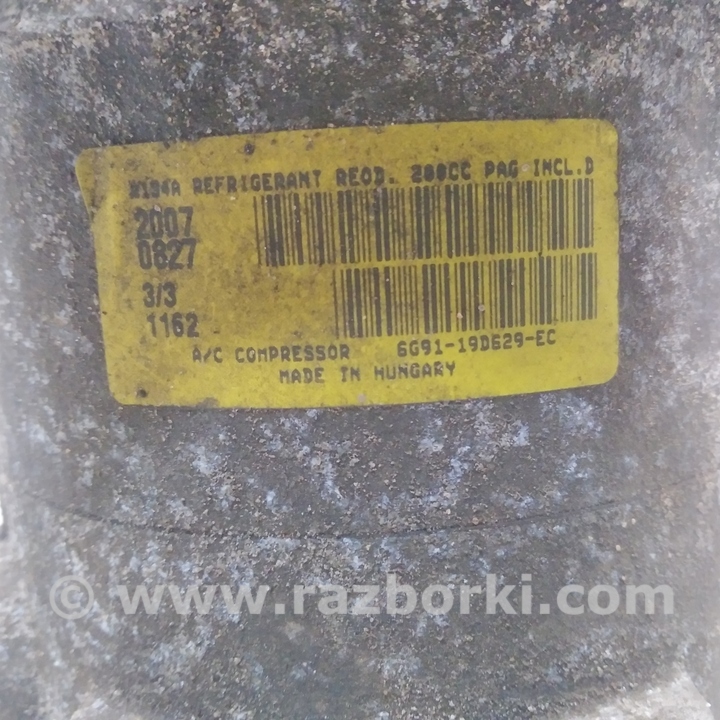 R134A REFRIGERANT REQD. 200CC PAG INCL.D
2007
0827
3/3
1162
A/C COMPRESSOR 6G91-19D629-EC
MADE IN HUNGARY
© www.razborki.com